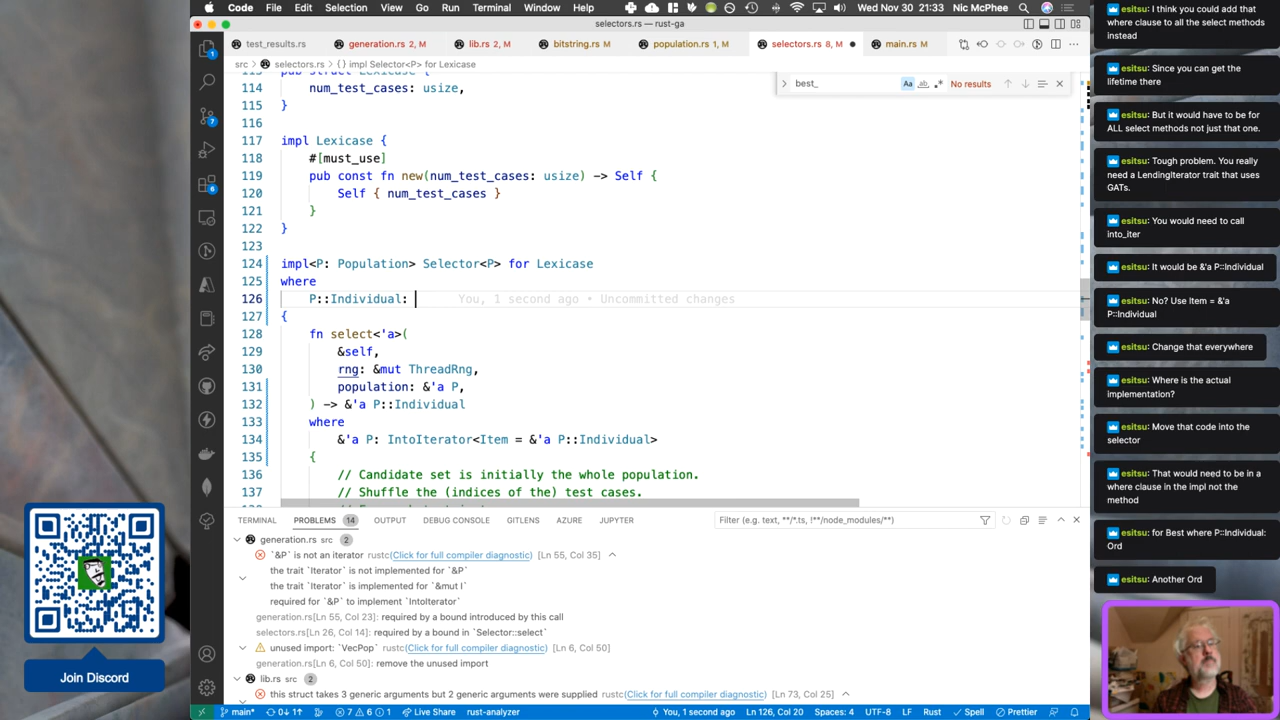 Code File Edit Selection View Go Run Terminal Window Help Wed Nov 30 21:33 Nic McPhee
selectors.rs — rust-ga
test_results.rs generation.rs 2, M lib.rs 2, M bitstring.rs M population.rs 1, M selectors.rs 8, M main.rs M
src > selectors.rs > {} impl Selector<P> for Lexicase
best_ Aa ab .* No results
113 pub struct Lexicase {
114 num_test_cases: usize,
115 }
116
117 impl Lexicase {
118 #[must_use]
119 pub const fn new(num_test_cases: usize) -> Self {
120 Self { num_test_cases }
121 }
122 }
123
124 impl<P: Population> Selector<P> for Lexicase
125 where
126 P::Individual: You, 1 second ago • Uncommitted changes
127 {
128 fn select<'a>(
129 &self,
130 rng: &mut ThreadRng,
131 population: &'a P,
132 ) -> &'a P::Individual
133 where
134 &'a P: IntoIterator<Item = &'a P::Individual>
135 {
136 // Candidate set is initially the whole population.
137 // Shuffle the (indices of the) test cases.
TERMINAL PROBLEMS 14 OUTPUT DEBUG CONSOLE GITLENS AZURE JUPYTER Filter (e.g. text, **/*.ts, !**/node_modules/**)
generation.rs src 2
`&P` is not an iterator rustc(Click for full compiler diagnostic) [Ln 55, Col 35]
the trait `Iterator` is not implemented for `&P`
the trait `Iterator` is implemented for `&mut I`
required for `&P` to implement `IntoIterator`
generation.rs[Ln 55, Col 23]: required by a bound introduced by this call
selectors.rs[Ln 26, Col 14]: required by a bound in `Selector::select`
unused import: `VecPop` rustc(Click for full compiler diagnostic) [Ln 6, Col 50]
generation.rs[Ln 6, Col 50]: remove the unused import
lib.rs src 2
this struct takes 3 generic arguments but 2 generic arguments were supplied rustc(Click for full compiler diagnostic) [Ln 73, Col 25]
main* 0↓ 1↑ 7 6 1 Live Share rust-analyzer You, 1 second ago Ln 126, Col 20 Spaces: 4 UTF-8 LF Rust Spell Prettier
1
7
6
Join Discord
esitsu: I think you could add
that where clause to all the select methods
instead
esitsu: Since you can get the
lifetime there
esitsu: But it would have to be for
ALL select methods not just that one.
esitsu: Tough problem. You really
need a LendingIterator trait that uses
GATs.
esitsu: You would need to call
into_iter
esitsu: It would be &'a P::Individual
esitsu: No? Use Item = &'a
P::Individual
esitsu: Change that everywhere
esitsu: Where is the actual
implementation?
esitsu: Move that code into the
selector
esitsu: That would need to be in a
where clause in the impl not the
method
esitsu: for Best where P::Individual:
Ord
esitsu: Another Ord